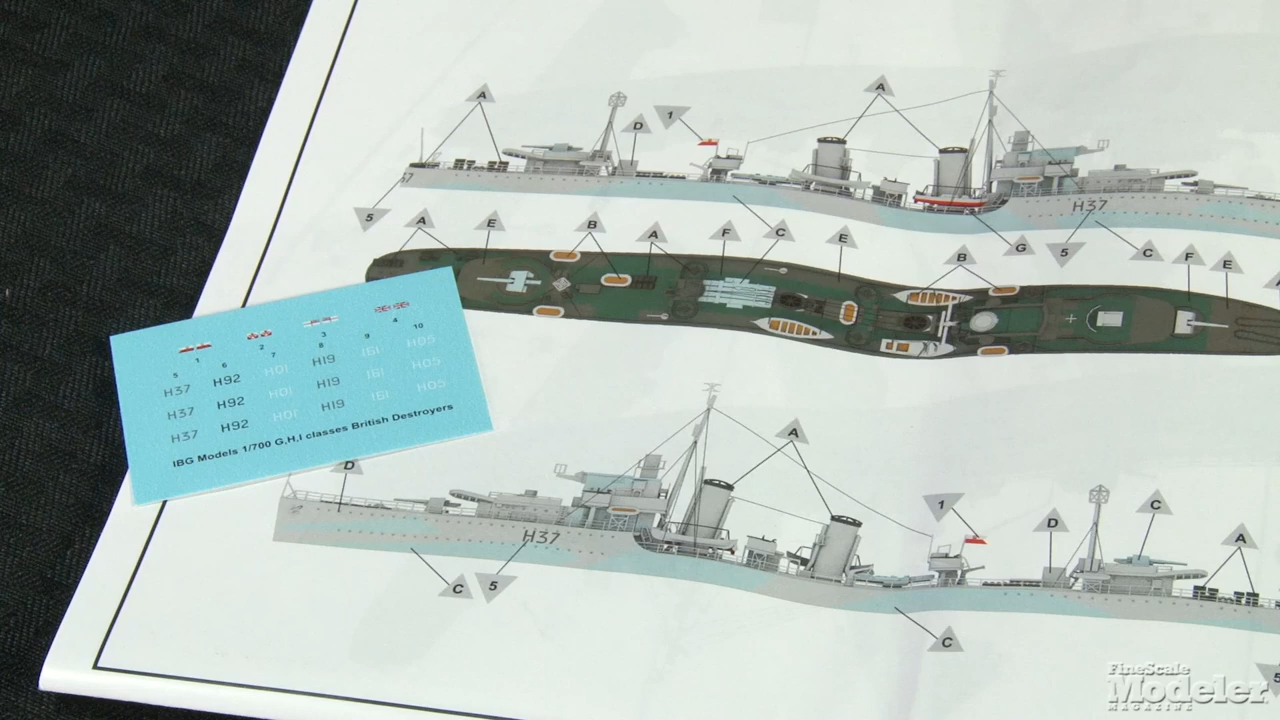 A
A
1
D
H37
5
A
E
B
A
F
C
E
G
5
C
B
F
E
1
2
3
4
5
6
7
8
9
10
H37
H92
H01
H19
I61
H05
H37
H92
H01
H19
I61
H05
H37
H92
H01
H19
I61
H05
IBG Models 1/700 G,H,I classes British Destroyers
A
D
1
D
C
A
H37
C
5
C
5
FineScale
Modeler
MAGAZINE